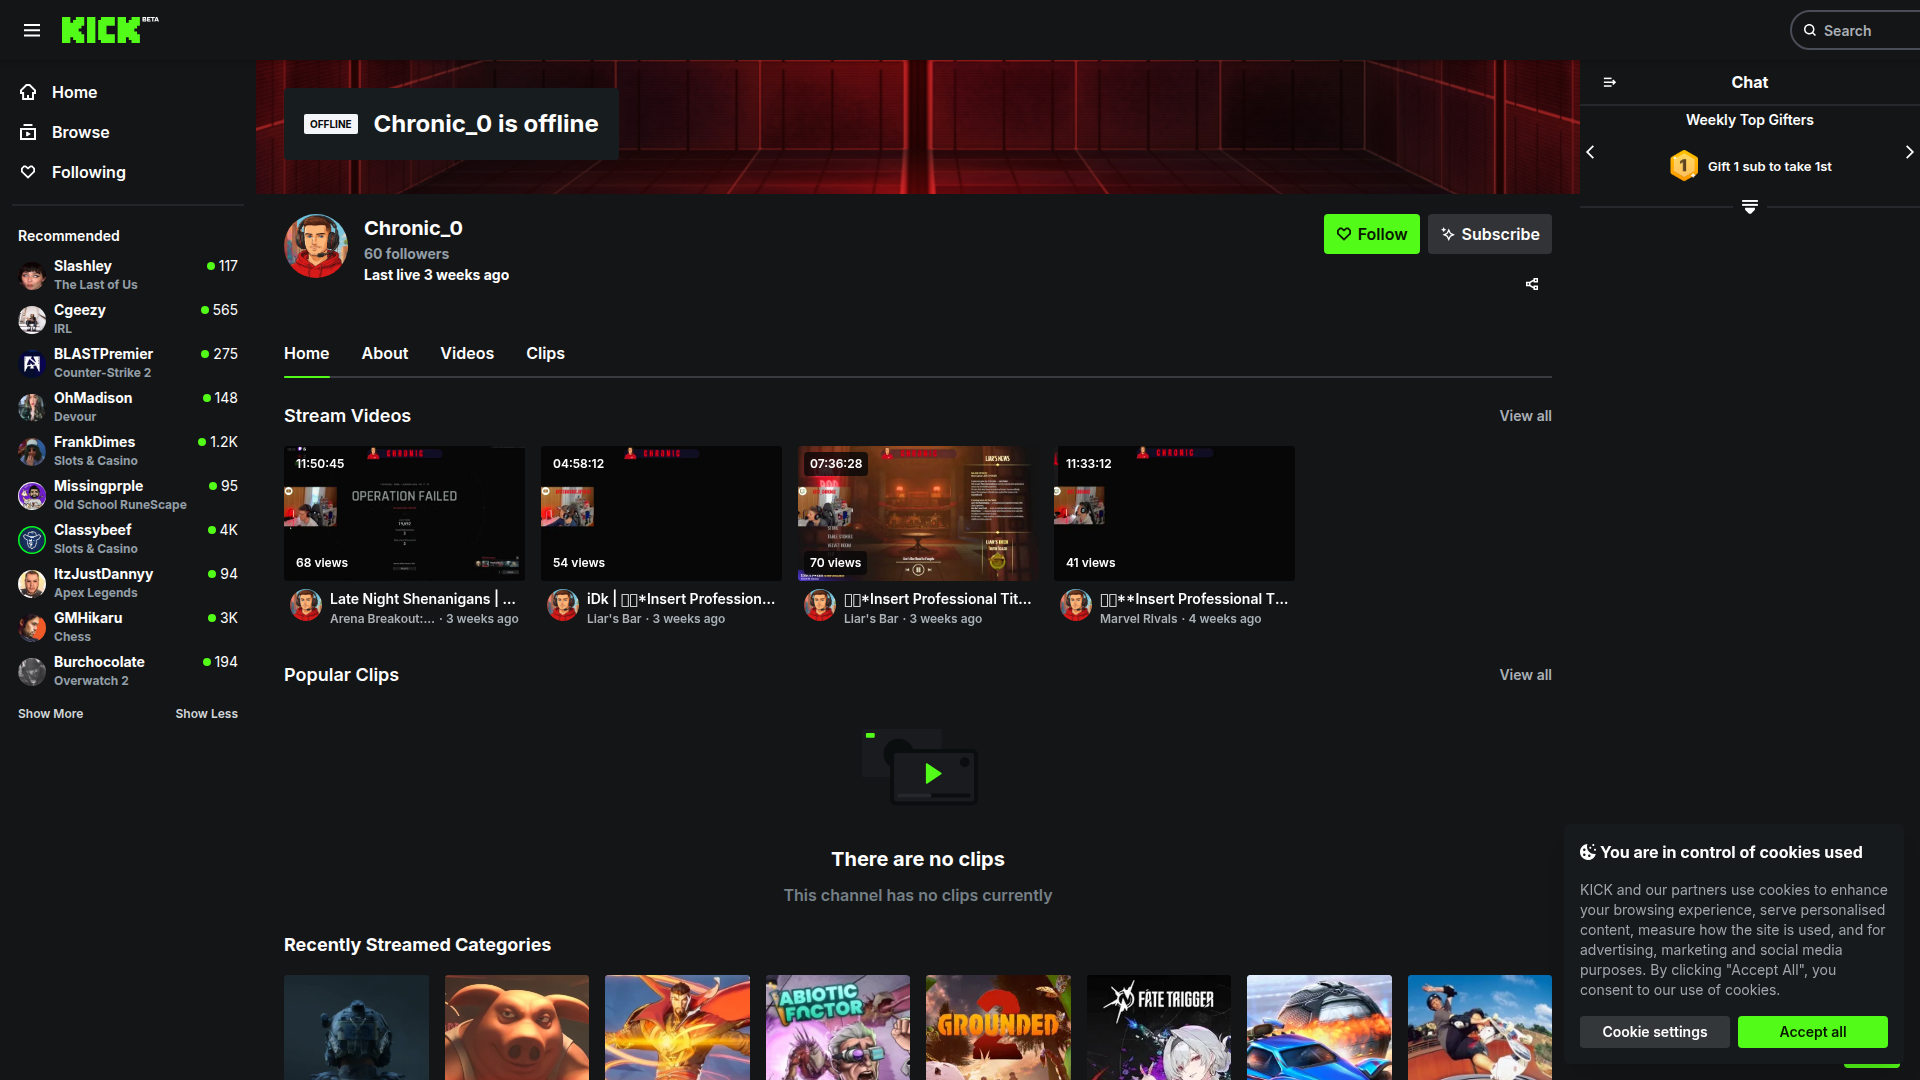 KICK BETA
Search
Home
Browse
Following
Recommended
Slashley 117
The Last of Us
Cgeezy 565
IRL
BLASTPremier 275
Counter-Strike 2
OhMadison 148
Devour
FrankDimes 1.2K
Slots & Casino
Missingprple 95
Old School RuneScape
Classybeef 4K
Slots & Casino
ItzJustDannyy 94
Apex Legends
GMHikaru 3K
Chess
Burchocolate 194
Overwatch 2
Show More Show Less
OFFLINE Chronic_0 is offline
Chronic_0
60 followers
Last live 3 weeks ago
Follow Subscribe
Home About Videos Clips
Stream Videos View all
11:50:45
CHRONIC
OPERATION FAILED
68 views
Late Night Shenanigans | ...
Arena Breakout:... · 3 weeks ago
04:58:12
CHRONIC
54 views
iDk | *Insert Profession...
Liar's Bar · 3 weeks ago
07:36:28
CHRONIC
LIAR'S NEWS
70 views
*Insert Professional Tit...
Liar's Bar · 3 weeks ago
11:33:12
CHRONIC
41 views
**Insert Professional T...
Marvel Rivals · 4 weeks ago
Popular Clips View all
There are no clips
This channel has no clips currently
Recently Streamed Categories
ABIOTIC FACTOR
GROUNDED 2
FATE TRIGGER
Chat
Weekly Top Gifters
1 Gift 1 sub to take 1st
You are in control of cookies used
KICK and our partners use cookies to enhance
your browsing experience, serve personalised
content, measure how the site is used, and for
advertising, marketing and social media
purposes. By clicking "Accept All", you
consent to our use of cookies.
Cookie settings Accept all